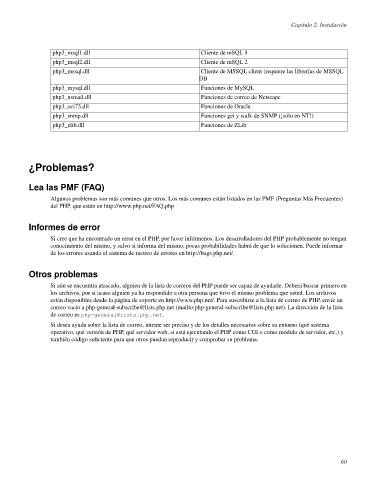 Capítulo 2. Instalación
php3_msql1.dll Cliente de mSQL 1
php3_msql2.dll Cliente de mSQL 2
php3_mssql.dll Cliente de MSSQL client (requiere las librerías de MSSQL
DB
php3_mysql.dll Funciones de MySQL
php3_nsmail.dll Funciones de correo de Netscape
php3_oci73.dll Funciones de Oracle
php3_snmp.dll Funciones get y walk de SNMP (¡sólo en NT!)
php3_zlib.dll Funciones de ZLib
¿Problemas?
Lea las PMF (FAQ)
Algunos problemas son más comunes que otros. Los más comunes están listados en las PMF (Preguntas Más Frecuentes)
del PHP, que están en http://www.php.net/FAQ.php
Informes de error
Si cree que ha encontrado un error en el PHP, por favor infórmenos. Los desarrolladores del PHP probablemente no tengan
conocimiento del mismo, y salvo si informa del mismo, pocas probabilidades habrá de que lo solucionen. Puede informar
de los errores usando el sistema de rastreo de errores en http://bugs.php.net/.
Otros problemas
Si aún se encuentra atascado, alguien de la lista de correos del PHP puede ser capaz de ayudarle. Deberá buscar primero en
los archivos, por si acaso alguien ya ha respondido a otra persona que tuvo el mismo problema que usted. Los archivos
están disponibles desde la página de soporte en http://www.php.net/. Para suscribirse a la lista de correo de PHP, envíe un
correo vacío a php-general-subscribe@lists.php.net (mailto:php-general-subscribe@lists.php.net). La dirección de la lista
de correo es php-general@lists.php.net.
Si desea ayuda sobre la lista de correo, intente ser preciso y de los detalles necesarios sobre su entorno (qué sistema
operativo, qué versión de PHP, qué servidor web, si está ejecutando el PHP como CGI o como módulo de servidor, etc.) y
también código suficiente para que otros puedan reproducir y comprobar su problema.
60